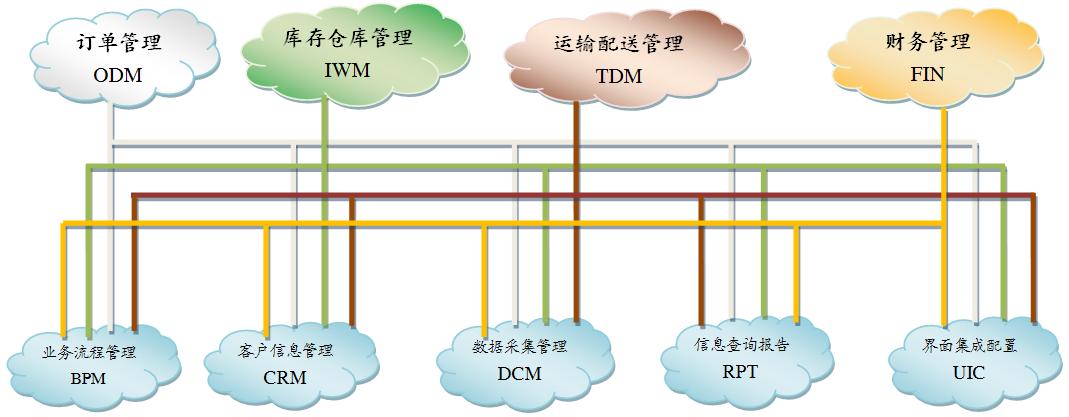 订单管理
ODM
库存仓库管理
IWM
运输配送管理
TDM
财务管理
FIN
业务流程管理
BPM
客户信息管理
CRM
数据采集管理
DCM
信息查询报告
RPT
界面集成配置
UIC